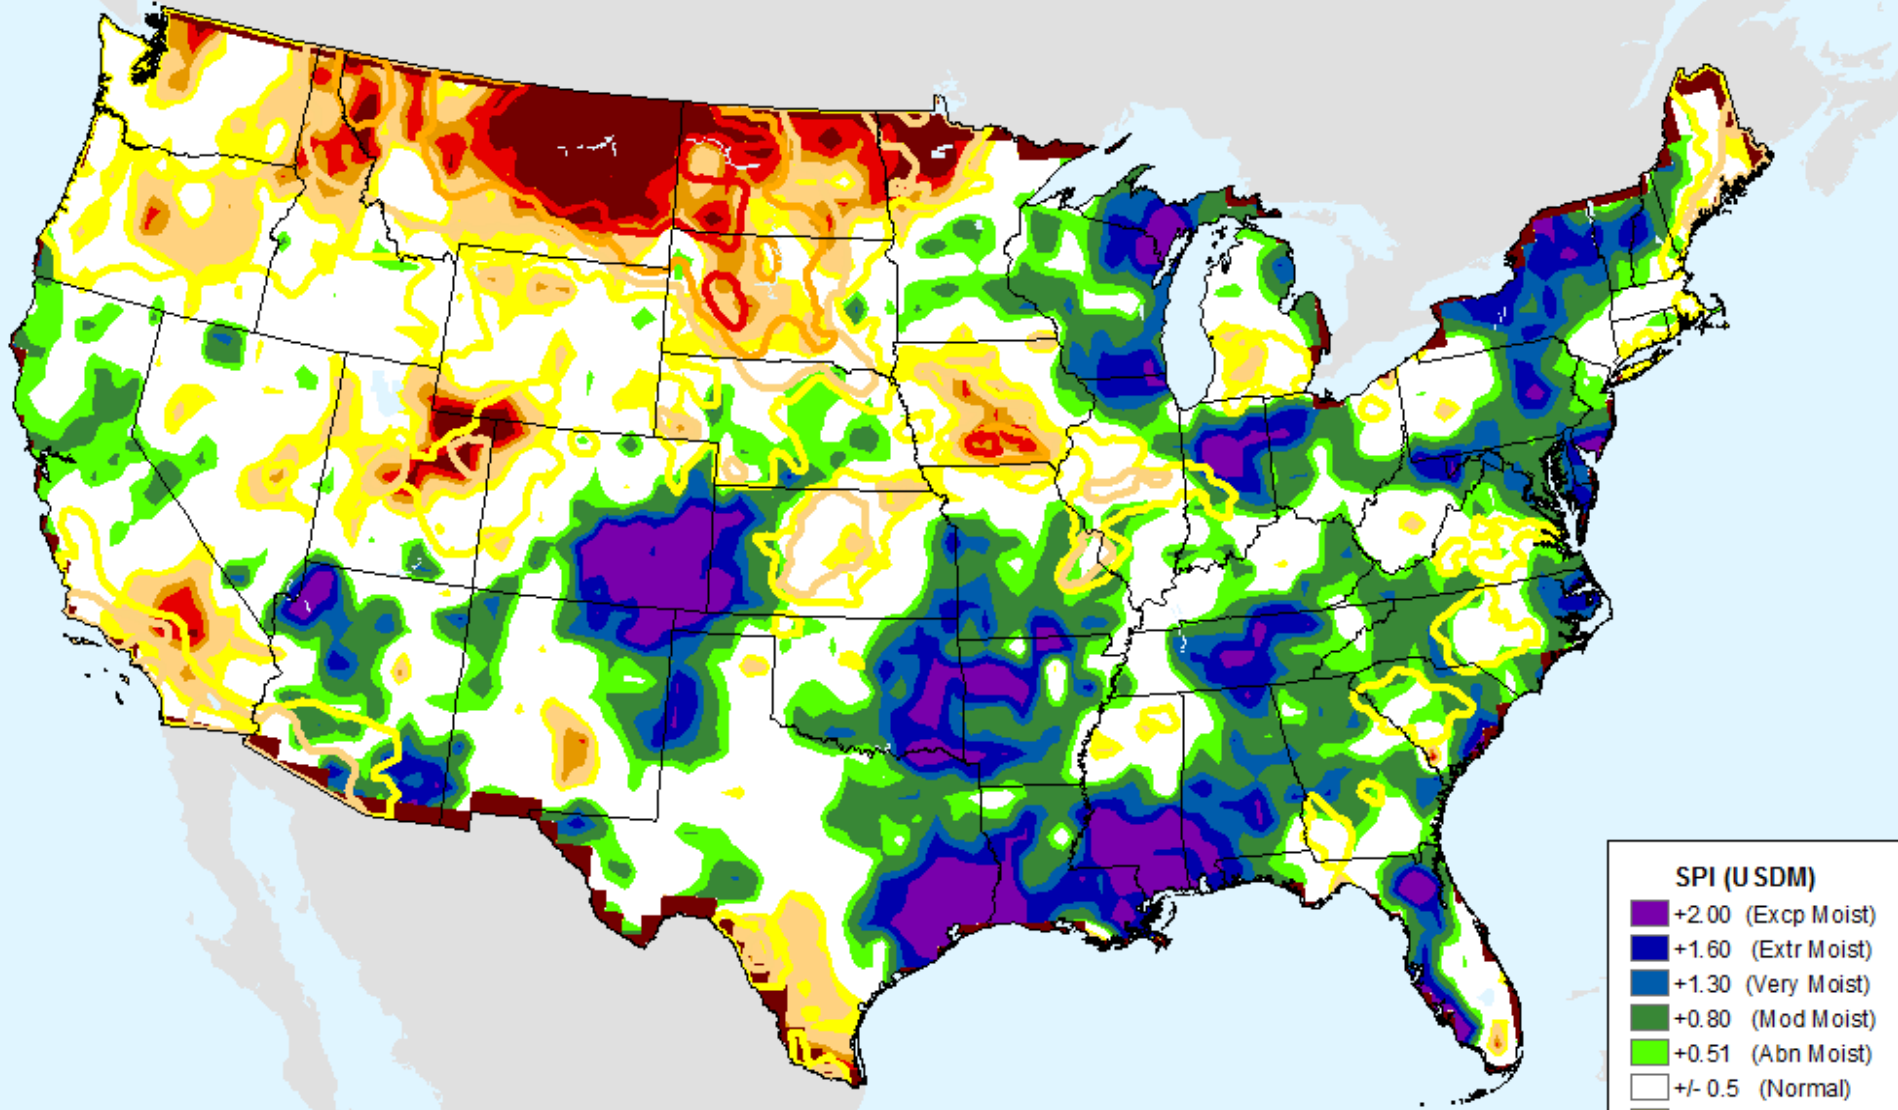 SPI (USDM)
+2.00 (Excp Moist)
+1.60 (Extr Moist)
+1.30 (Very Moist)
+0.80 (Mod Moist)
+0.51 (Abn Moist)
+/- 0.5 (Normal)